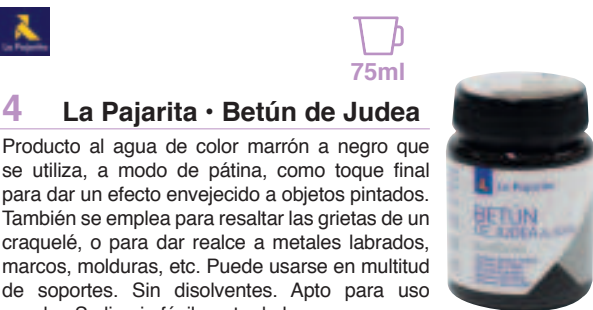 La Pajarita
75ml
4 La Pajarita • Betún de Judea
Producto al agua de color marrón a negro que
se utiliza, a modo de pátina, como toque final
para dar un efecto envejecido a objetos pintados.
También se emplea para resaltar las grietas de un
craquelé, o para dar realce a metales labrados,
marcos, molduras, etc. Puede usarse en multitud
de soportes. Sin disolventes. Apto para uso
La Pajarita
BETÚN
DE JUDEA